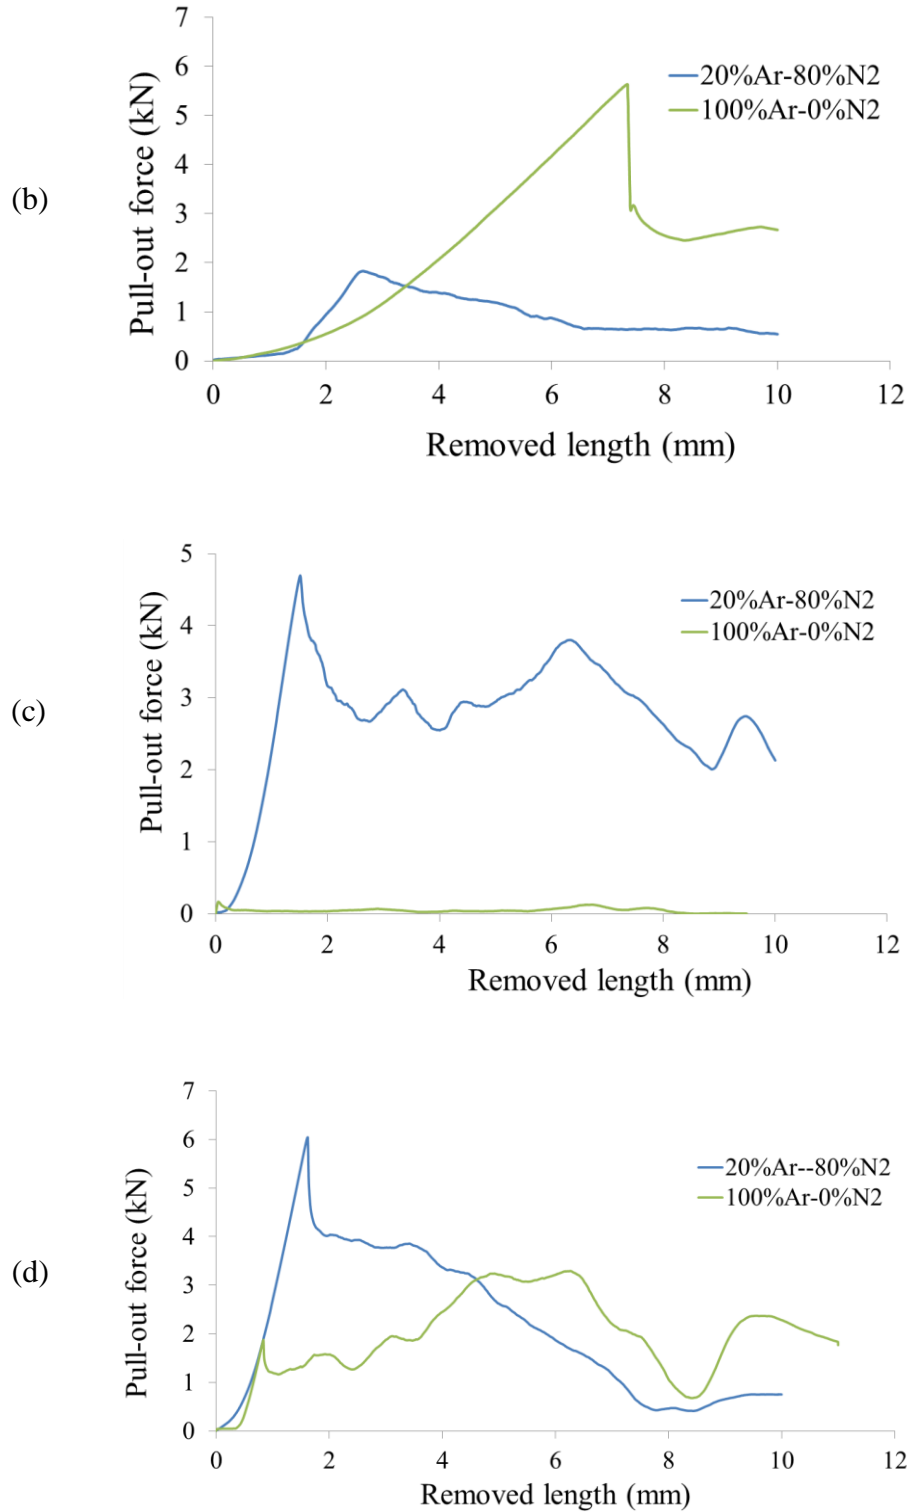 (b)
Pull-out force (kN)
7
6
5
4
3
2
1
0
0 2 4 6 8 10 12
Removed length (mm)
20%Ar-80%N2
100%Ar-0%N2
(c)
Pull-out force (kN)
5
4
3
2
1
0
0 2 4 6 8 10 12
Removed length (mm)
20%Ar-80%N2
100%Ar-0%N2
(d)
Pull-out force (kN)
7
6
5
4
3
2
1
0
0 2 4 6 8 10 12
Removed length (mm)
20%Ar--80%N2
100%Ar-0%N2